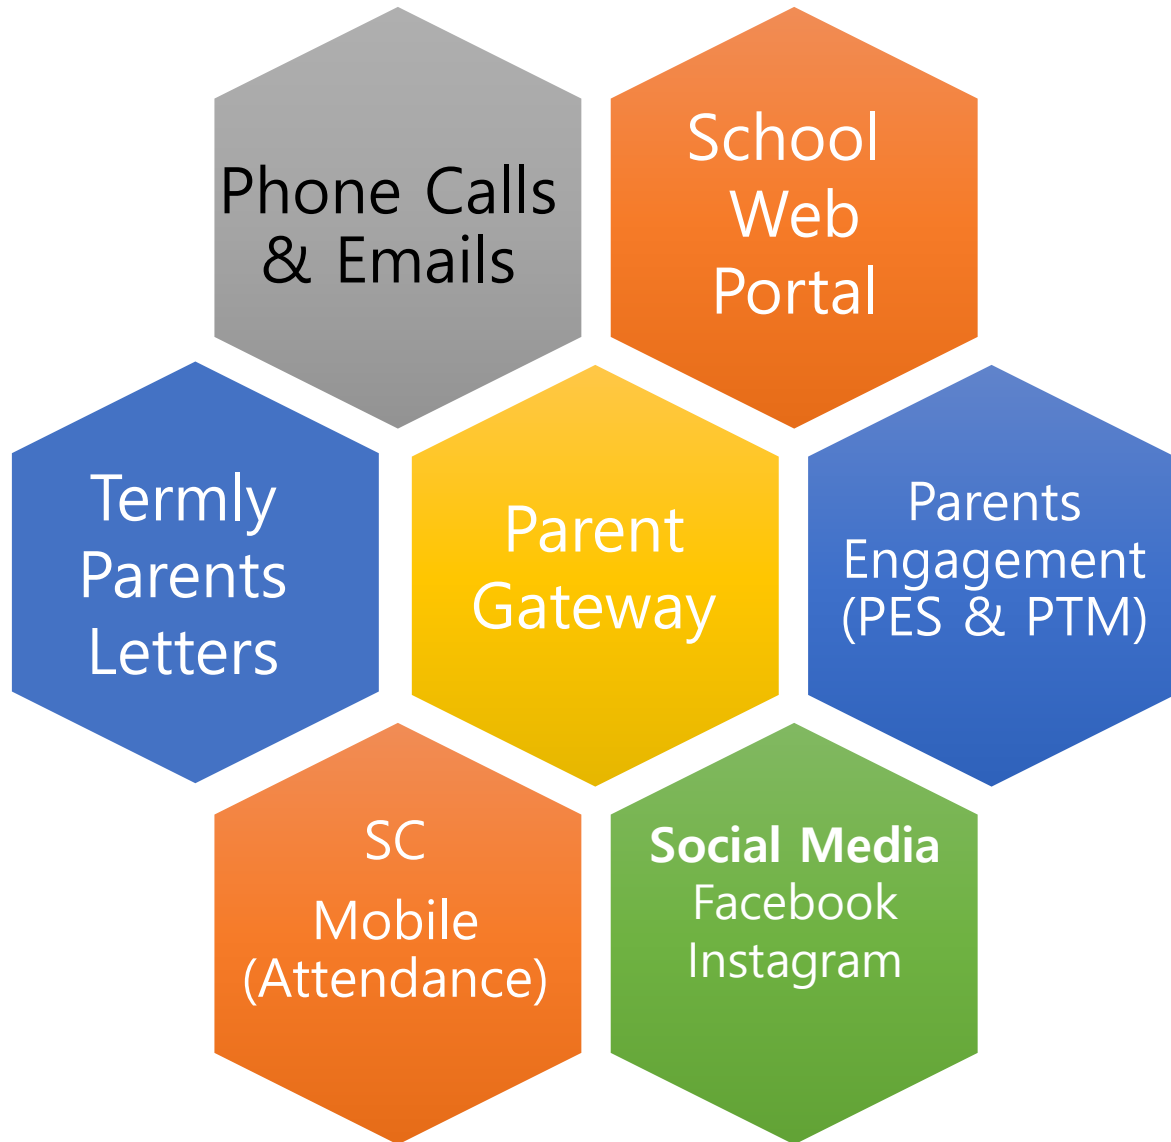 Phone Calls
& Emails
School
Web
Portal
Termly
Parents
Letters
Parent
Gateway
Parents
Engagement
(PES & PTM)
SC
Mobile
(Attendance)
Social Media
Facebook
Instagram